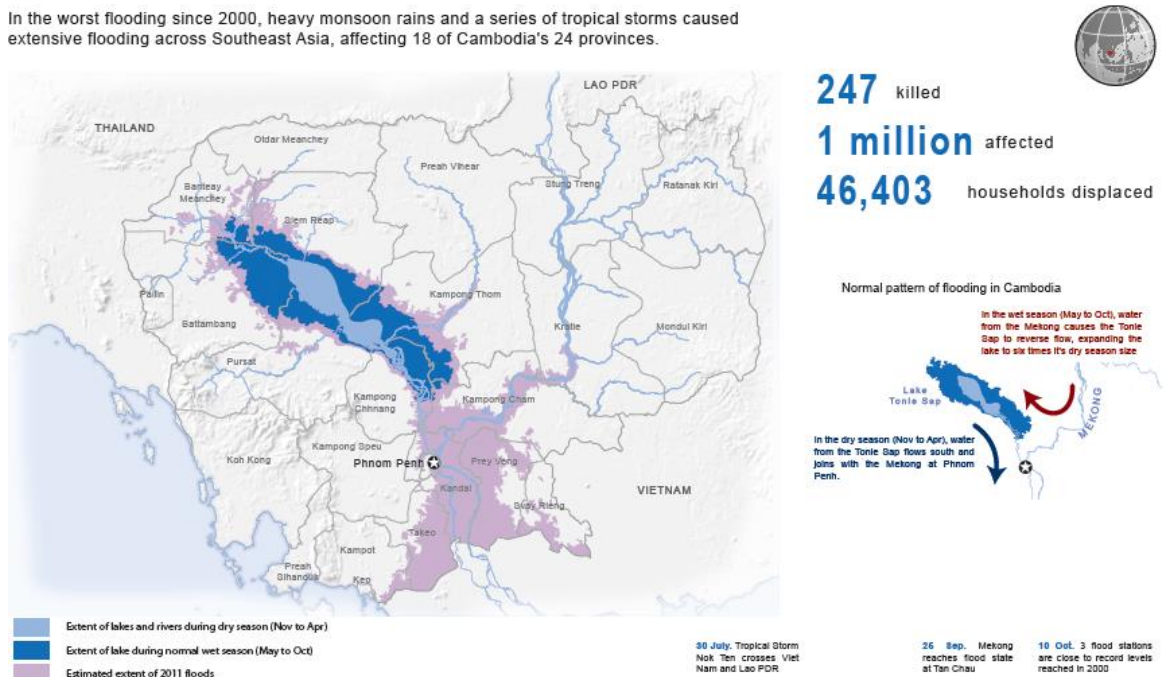 In the worst flooding since 2000, heavy monsoon rains and a series of tropical storms caused
extensive flooding across Southeast Asia, affecting 18 of Cambodia's 24 provinces.
247 killed
1 million affected
46,403 households displaced
LAO PDR
THAILAND
Otdar Meanchey
Preah Vihear
Stung Treng
Ratanak Kiri
Banteay
Meanchey
Siem Reap
Pailin
Battambang
Kampong Thom
Kratie
Mondul Kiri
Pursat
Kampong
Chhnang
Kampong Cham
Kampong Speu
Koh Kong
Phnom Penh
Prey Veng
Kandal
VIETNAM
Svay Rieng
Takeo
Kampot
Preah
Sihanouk
Kep
Normal pattern of flooding in Cambodia
In the wet season (May to Oct), water
from the Mekong causes the Tonle
Sap to reverse flow, expanding the
lake to six times it's dry season size
Lake
Tonle Sap
MEKONG
In the dry season (Nov to Apr), water
from the Tonle Sap flows south and
joins with the Mekong at Phnom
Penh.
Extent of lakes and rivers during dry season (Nov to Apr)
Extent of lake during normal wet season (May to Oct)
Estimated extent of 2011 floods
30 July. Tropical Storm
Nok Ten crosses Viet
Nam and Lao PDR
26 Sep. Mekong
reaches flood state
at Tan Chau
10 Oct. 3 flood stations
are close to record levels
reached in 2000